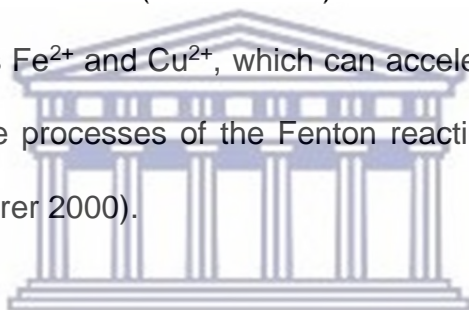 Fe²⁺ and Cu²⁺, which can accele
processes of the Fenton reacti
rer 2000).